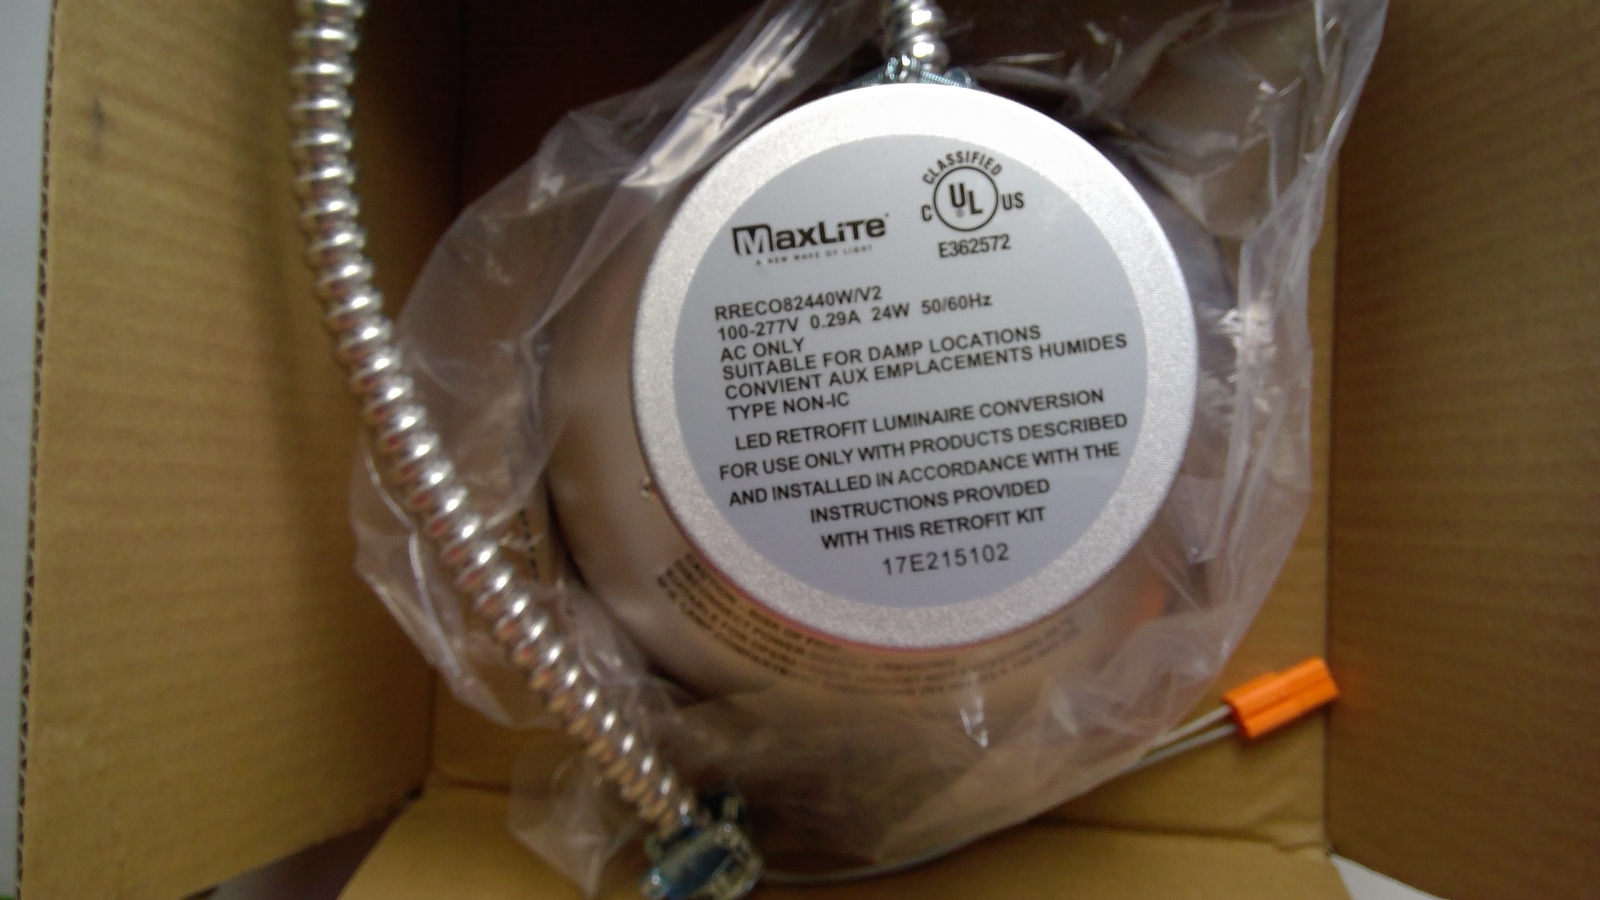 CLASSIFIED
C UL US
®
E362572
MAXLITE®
A NEW WAVE OF LIGHT
RRECO82440W/V2
100-277V 0.29A 24W 50/60Hz
AC ONLY
SUITABLE FOR DAMP LOCATIONS
CONVIENT AUX EMPLACEMENTS HUMIDES
TYPE NON-IC
LED RETROFIT LUMINAIRE CONVERSION
FOR USE ONLY WITH PRODUCTS DESCRIBED
AND INSTALLED IN ACCORDANCE WITH THE
INSTRUCTIONS PROVIDED
WITH THIS RETROFIT KIT
17E215102